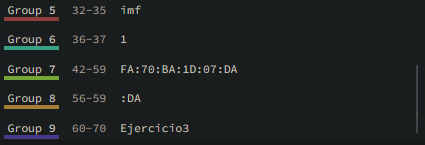 Group 5 32-35 imf
Group 6 36-37 1
Group 7 42-59 FA:70:BA:1D:07:DA
Group 8 56-59 :DA
Group 9 60-70 Ejercicio3